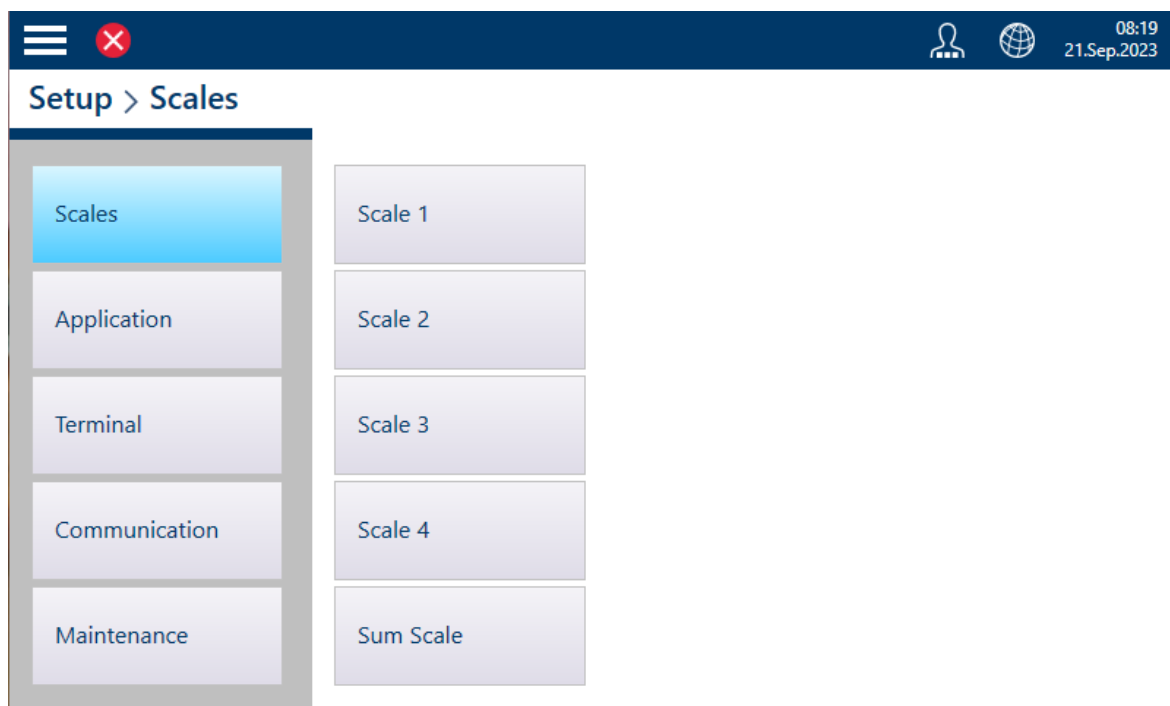 08:19
21.Sep.2023
Setup > Scales
Scales
Application
Terminal
Communication
Maintenance
Scale 1
Scale 2
Scale 3
Scale 4
Sum Scale